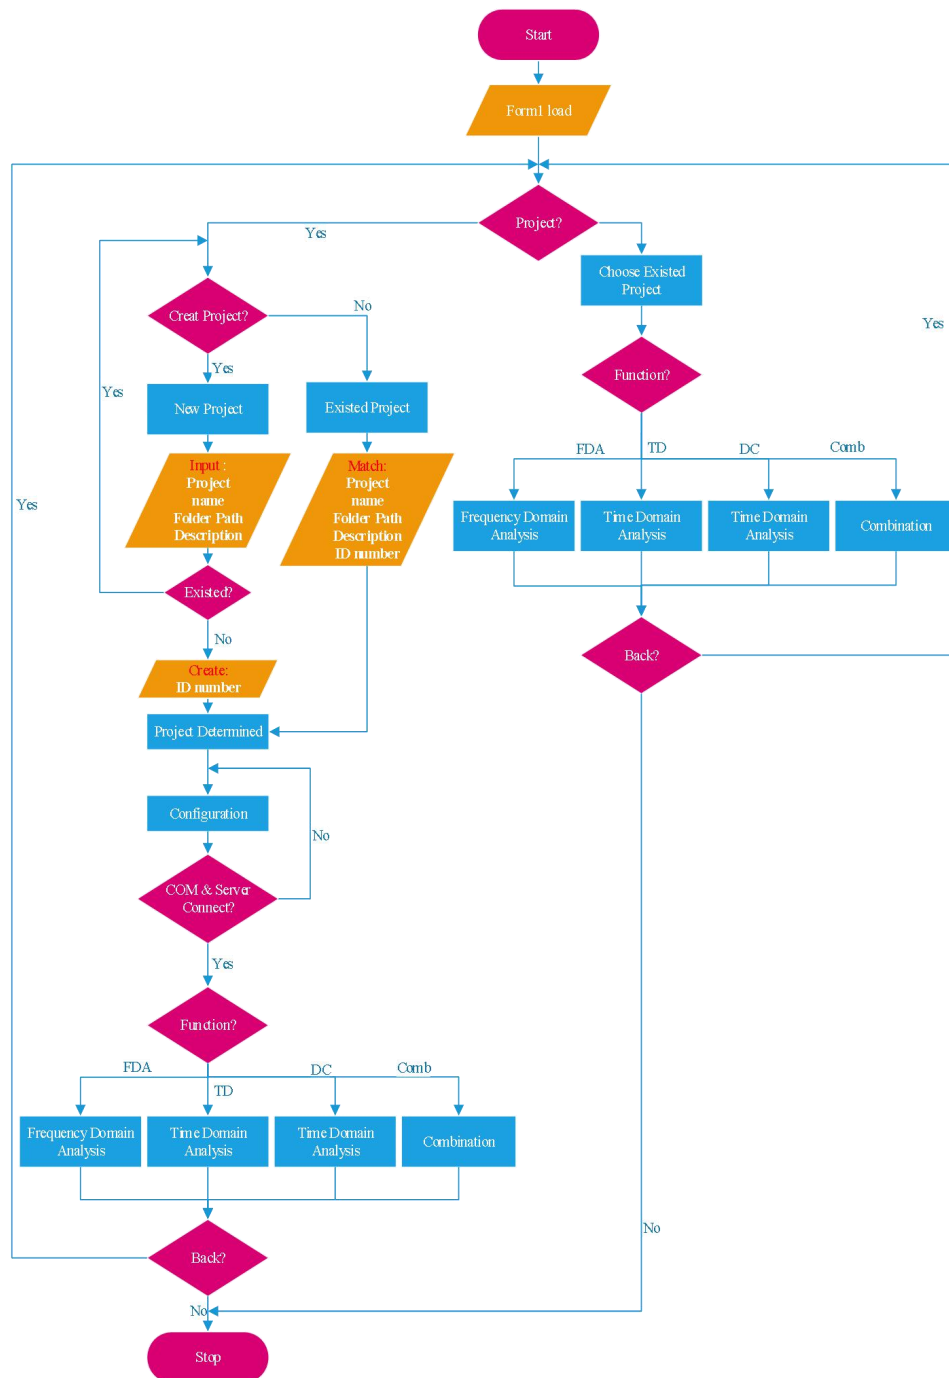 Start
Form1 load
Project?
Yes
Choose Existed
Project
Creat Project?
No
Yes
Function?
Yes
Yes
New Project
Existed Project
FDA
TD
DC
Comb
Input :
Project
name
Folder Path
Description
Match:
Project
name
Folder Path
Description
ID number
Yes
Frequency Domain
Analysis
Time Domain
Analysis
Time Domain
Analysis
Combination
Existed?
No
Back?
Create:
ID number
Project Determined
Configuration
No
COM & Server
Connect?
Yes
Function?
FDA
TD
DC
Comb
Frequency Domain
Analysis
Time Domain
Analysis
Time Domain
Analysis
Combination
No
Back?
No
Stop